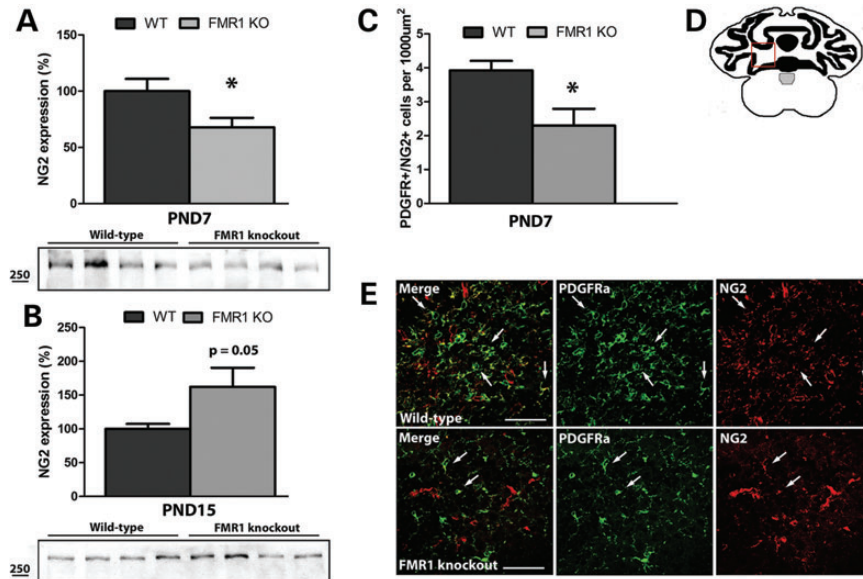 A
WT FMR1 KO
NG2 expression (%)
150
100
50
0
*
PND7
Wild-type FMR1 knockout
250
B
WT FMR1 KO
NG2 expression (%)
250
200
150
100
50
0
p = 0.05
PND15
Wild-type FMR1 knockout
250
C
WT FMR1 KO
PDGFR+/NG2+ cells per 1000um²
5
4
3
2
1
0
*
PND7
D
E
Merge PDGFRa NG2
Wild-type
Merge PDGFRa NG2
FMR1 knockout